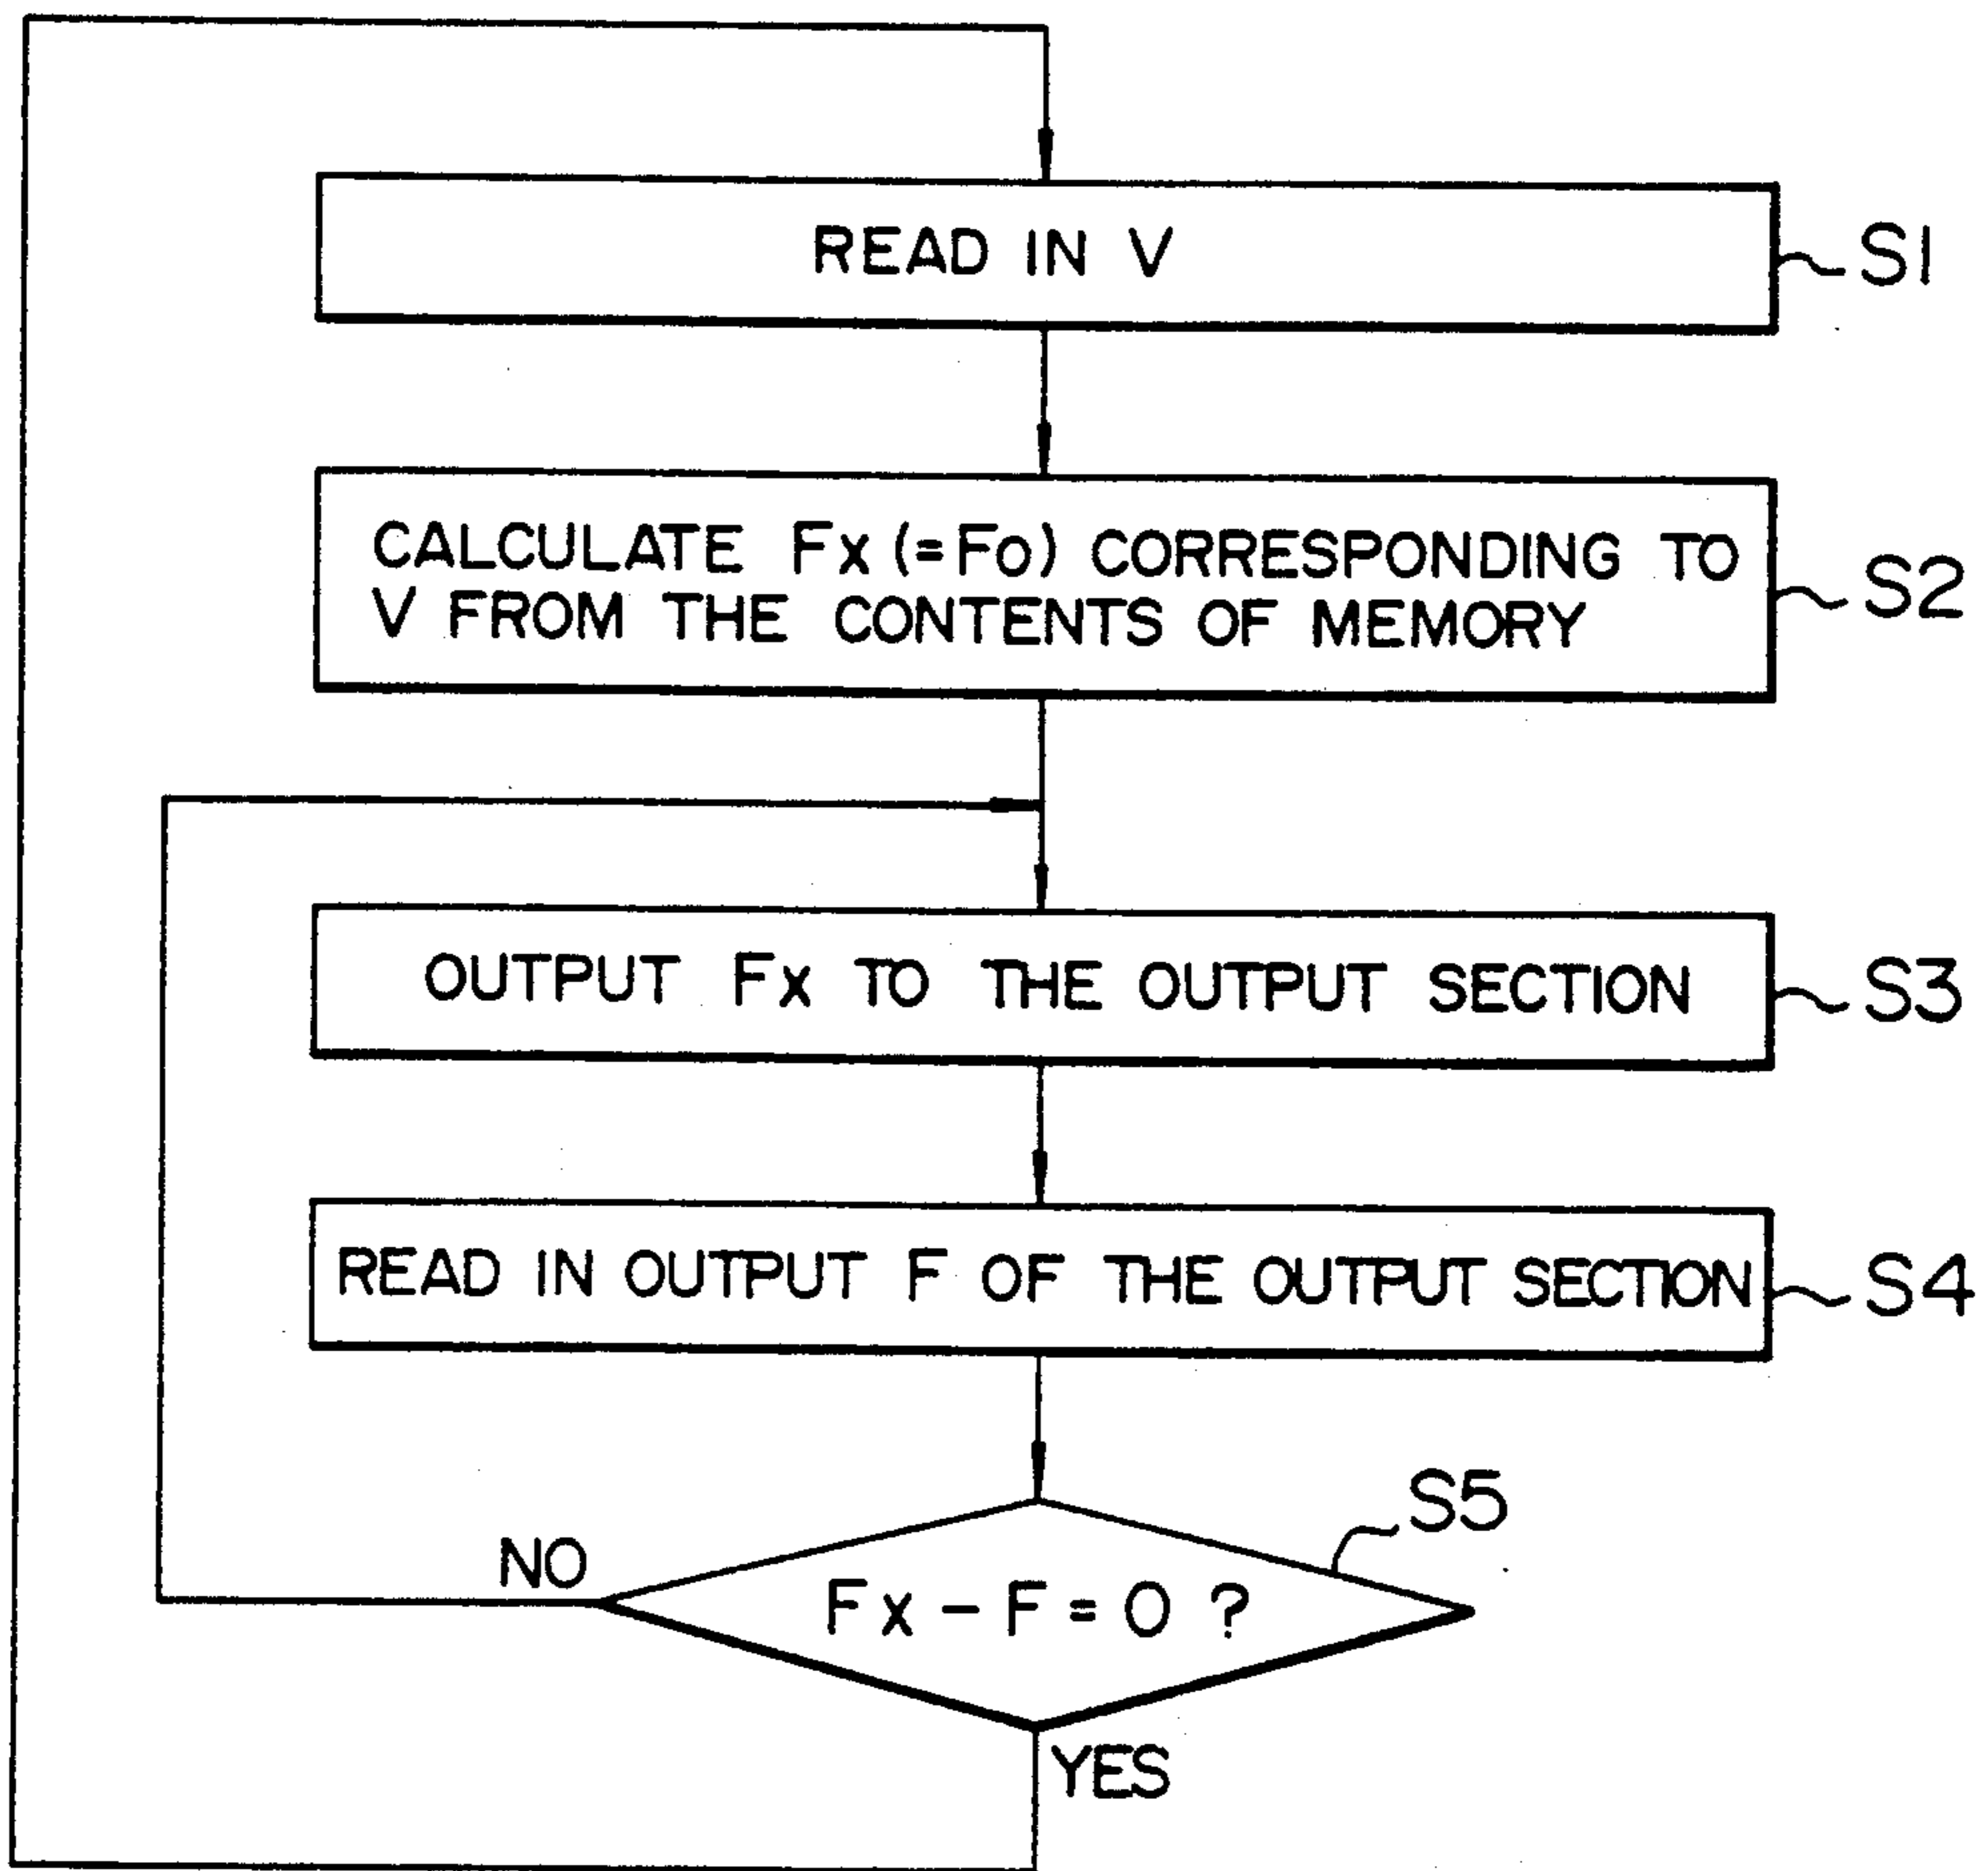 READ IN V
S1
CALCULATE Fx (=Fo) CORRESPONDING TO
V FROM THE CONTENTS OF MEMORY
S2
OUTPUT Fx TO THE OUTPUT SECTION
S3
READ IN OUTPUT F OF THE OUTPUT SECTION
S4
S5
NO
Fx - F = 0 ?
YES